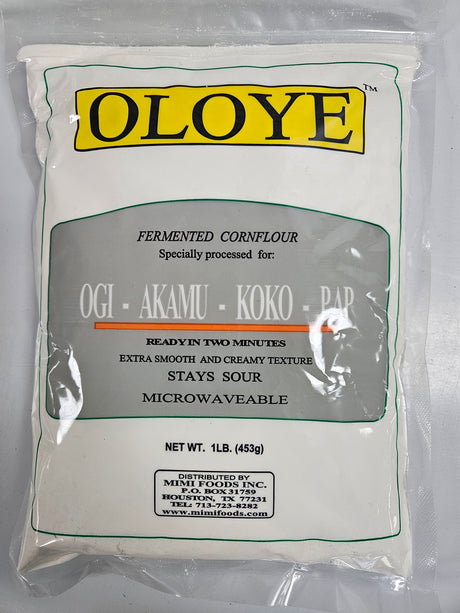 OLOYE™
FERMENTED CORNFLOUR
Specially processed for:
OGI - AKAMU - KOKO - PAP
READY IN TWO MINUTES
EXTRA SMOOTH AND CREAMY TEXTURE
STAYS SOUR
MICROWAVEABLE
NET WT. 1LB. (453g)
DISTRIBUTED BY
MIMI FOODS INC.
P.O. BOX 31759
HOUSTON, TX 77231
TEL: 713-723-8282
www.mimifoods.com